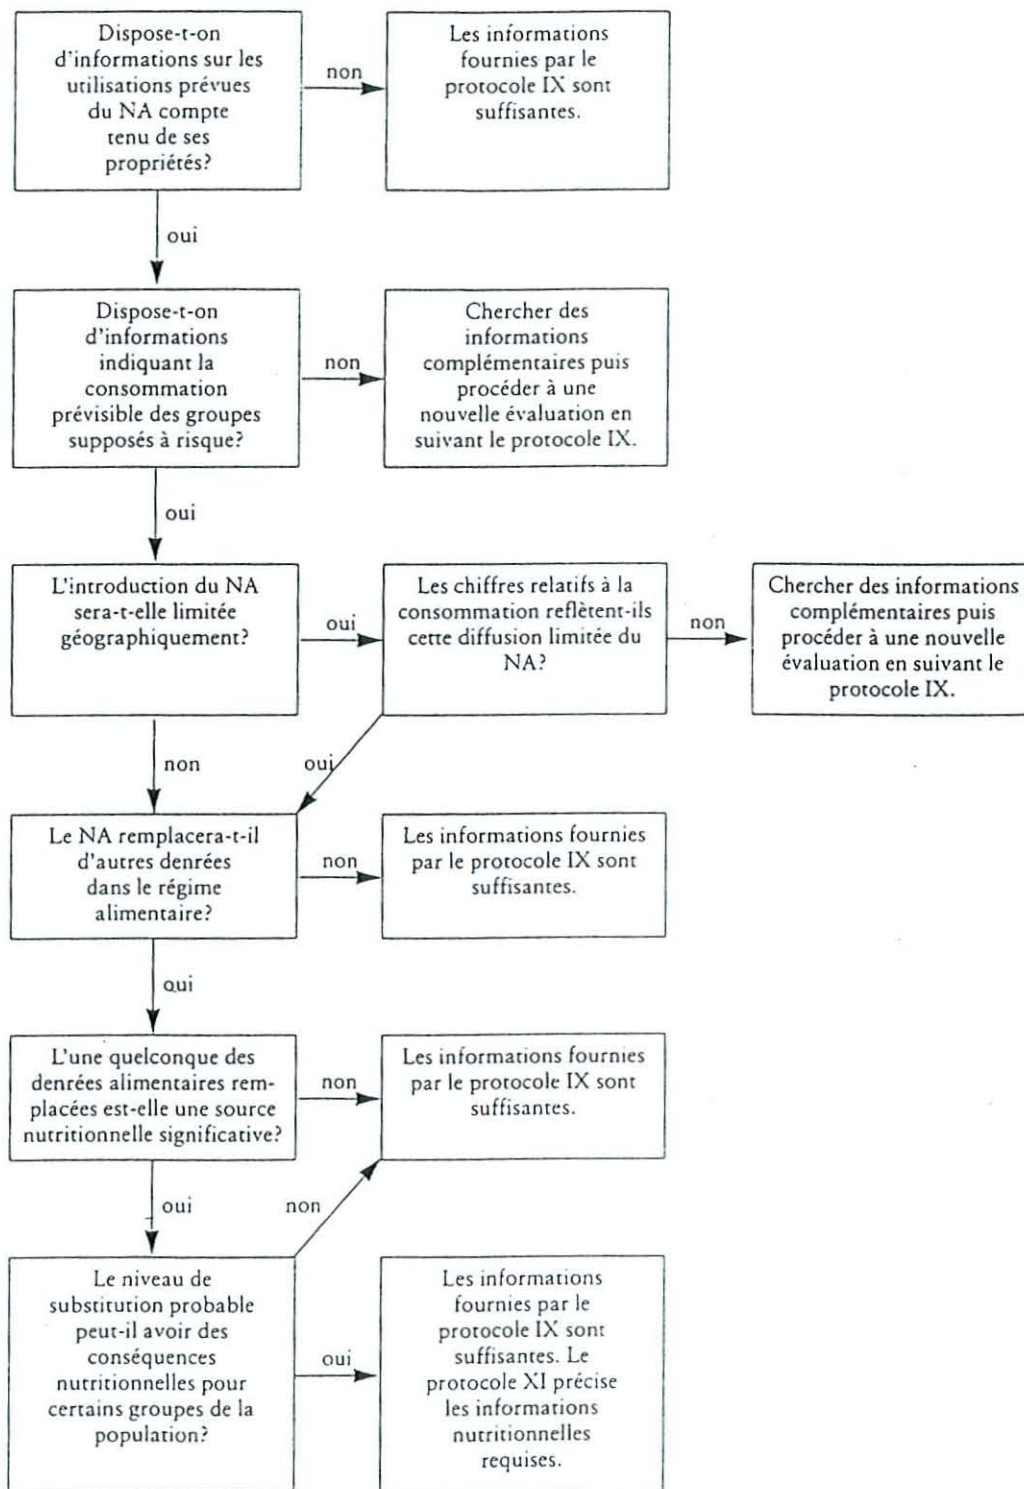 Dispose-t-on
d'informations sur les
utilisations prévues
du NA compte
tenu de ses
propriétés?
non
Les informations
fournies par le
protocole IX sont
suffisantes.
oui
Dispose-t-on
d'informations
indiquant la
consommation
prévisible des groupes
supposés à risque?
non
Chercher des
informations
complémentaires puis
procéder à une
nouvelle évaluation en
suivant le protocole IX.
oui
L'introduction du NA
sera-t-elle limitée
géographiquement?
oui
Les chiffres relatifs à la
consommation reflètent-ils
cette diffusion limitée du
NA?
non
Chercher des informations
complémentaires puis
procéder à une nouvelle
évaluation en suivant le
protocole IX.
non
oui
Le NA remplacera-t-il
d'autres denrées
dans le régime
alimentaire?
non
Les informations fournies
par le protocole IX sont
suffisantes.
oui
L'une quelconque des
denrées alimentaires rem-
placées est-elle une source
nutritionnelle significative?
non
Les informations fournies
par le protocole IX sont
suffisantes.
oui
non
Le niveau de
substitution probable
peut-il avoir des
conséquences
nutritionnelles pour
certains groupes de la
population?
oui
Les informations
fournies par le
protocole IX sont
suffisantes. Le
protocole XI précise
les informations
nutritionnelles
requises.